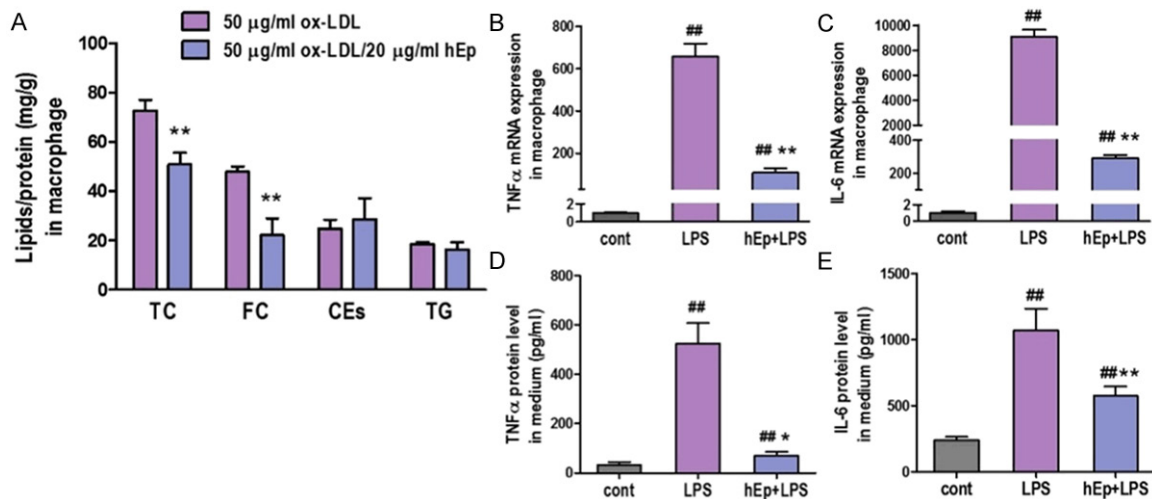 A
50 μg/ml ox-LDL
50 μg/ml ox-LDL/20 μg/ml hEp
Lipids/protein (mg/g)
in macrophage
100
80
60
40
20
0
**
**
TC
FC
CEs
TG
B
TNFα mRNA expression
in macrophage
800
600
400
200
2
0
##
## **
cont
LPS
hEp+LPS
C
IL-6 mRNA expression
in macrophage
10000
8000
6000
4000
2000
400
200
2
0
##
## **
cont
LPS
hEp+LPS
D
TNFα protein level
in medium (pg/ml)
800
600
400
200
0
##
## *
cont
LPS
hEp+LPS
E
IL-6 protein level
in medium (pg/ml)
1500
1000
500
0
##
##**
cont
LPS
hEp+LPS